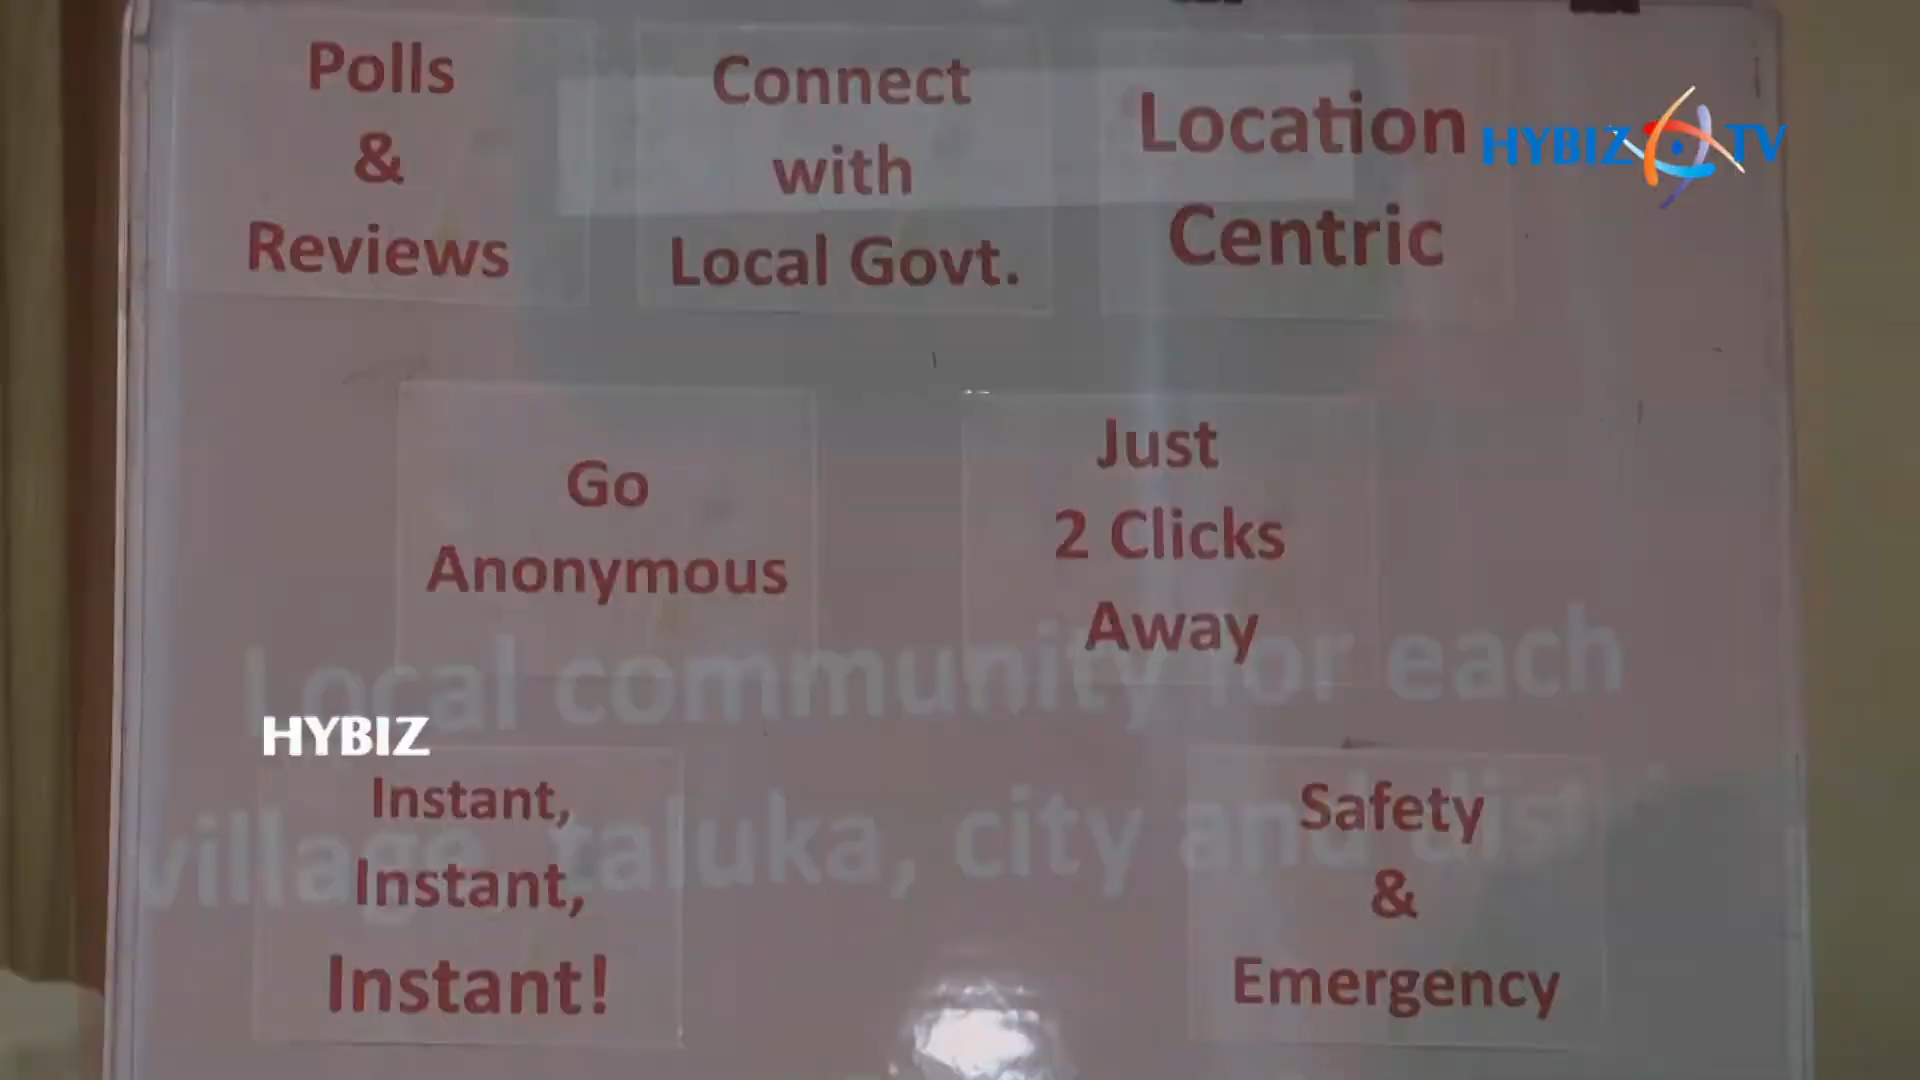 Polls
&
Reviews
Connect
with
Local Govt.
Location
Centric
HYBIZ TV
Go
Anonymous
Just
2 Clicks
Away
Local community for each
village, taluka, city and
HYBIZ
Instant,
Instant,
Instant!
Safety
&
Emergency